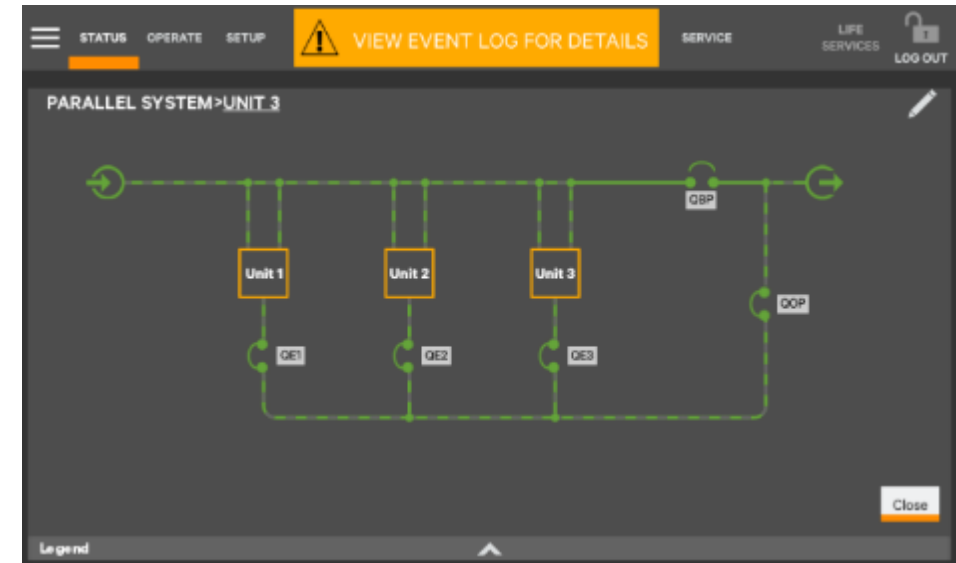 STATUS OPERATE SETUP VIEW EVENT LOG FOR DETAILS SERVICE LIFE SERVICES LOG OUT
PARALLEL SYSTEM>UNIT 3
QBP
Unit 1 Unit 2 Unit 3
QOP
QE1 QE2 QE3
Close
Legend